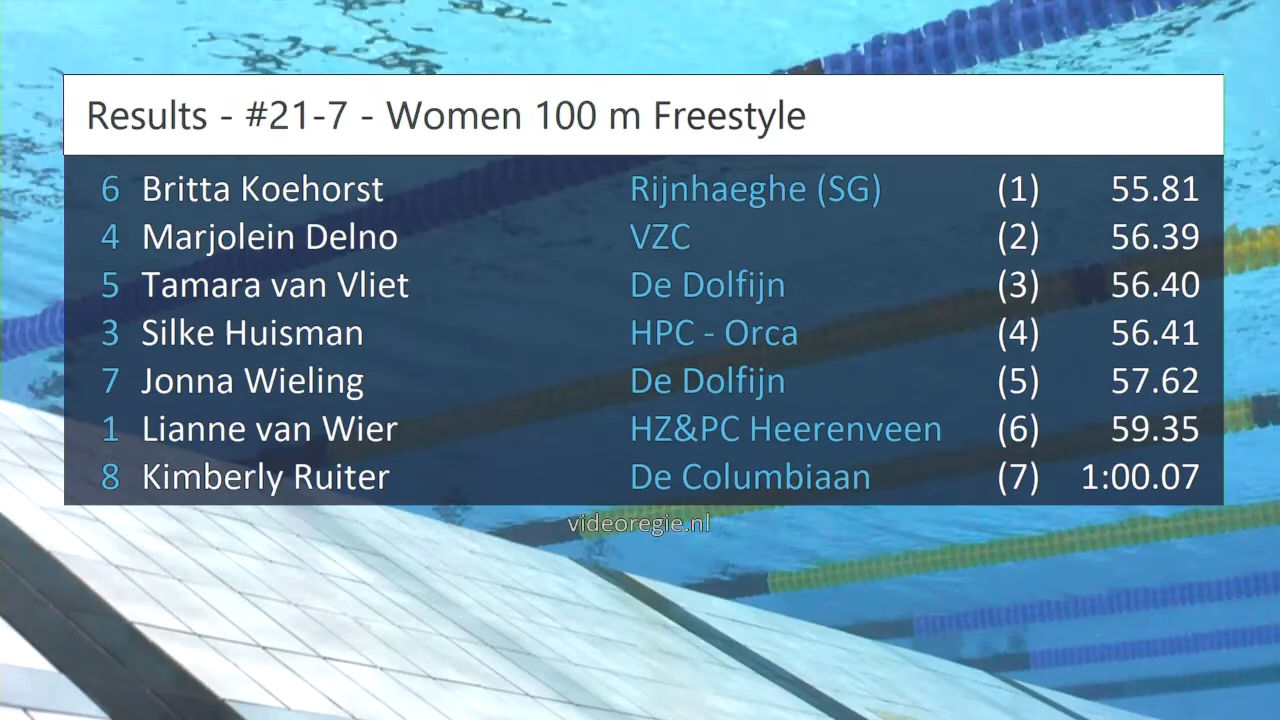 Results - #21-7 - Women 100 m Freestyle
6 Britta Koehorst Rijnhaeghe (SG) (1) 55.81
4 Marjolein Delno VZC (2) 56.39
5 Tamara van Vliet De Dolfijn (3) 56.40
3 Silke Huisman HPC - Orca (4) 56.41
7 Jonna Wieling De Dolfijn (5) 57.62
1 Lianne van Wier HZ&PC Heerenveen (6) 59.35
8 Kimberly Ruiter De Columbiaan (7) 1:00.07
videoregie.nl